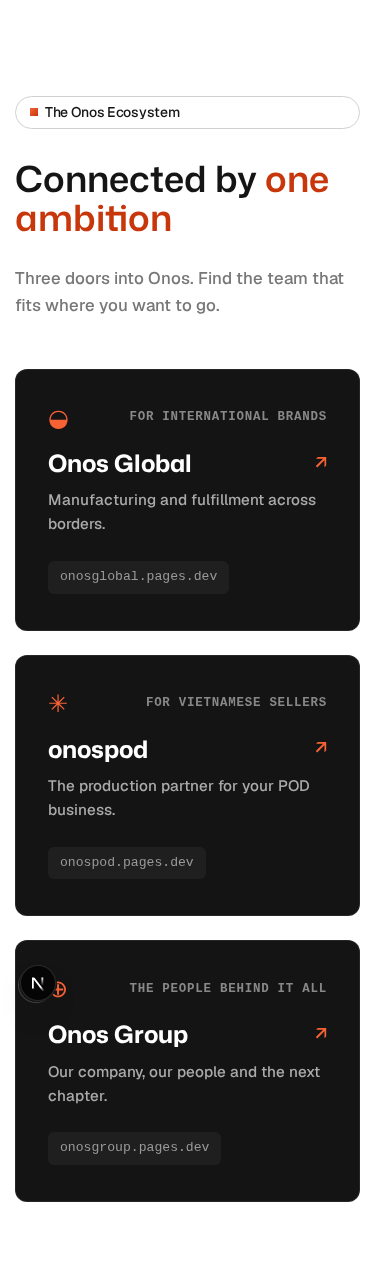 The Onos Ecosystem
Connected by one
ambition
Three doors into Onos. Find the team that
fits where you want to go.
FOR INTERNATIONAL BRANDS
Onos Global
Manufacturing and fulfillment across
borders.
onosglobal.pages.dev
FOR VIETNAMESE SELLERS
onospod
The production partner for your POD
business.
onospod.pages.dev
N
THE PEOPLE BEHIND IT ALL
Onos Group
Our company, our people and the next
chapter.
onosgroup.pages.dev